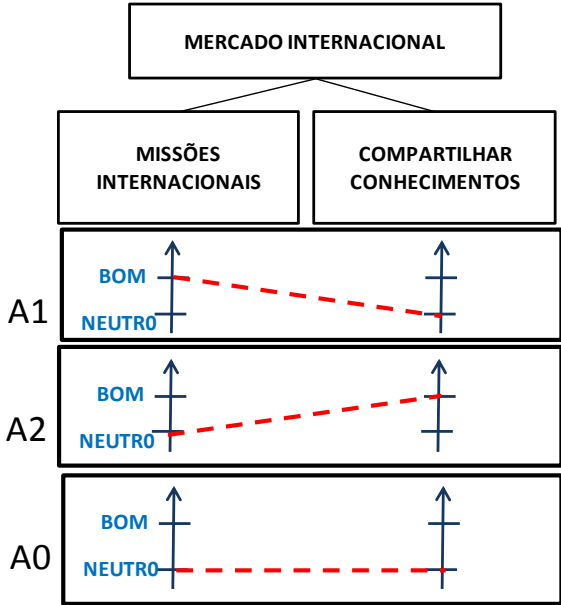 MERCADO INTERNACIONAL
MISSÕES
INTERNACIONAIS
COMPARTILHAR
CONHECIMENTOS
A1
BOM
NEUTR0
A2
BOM
NEUTR0
A0
BOM
NEUTR0